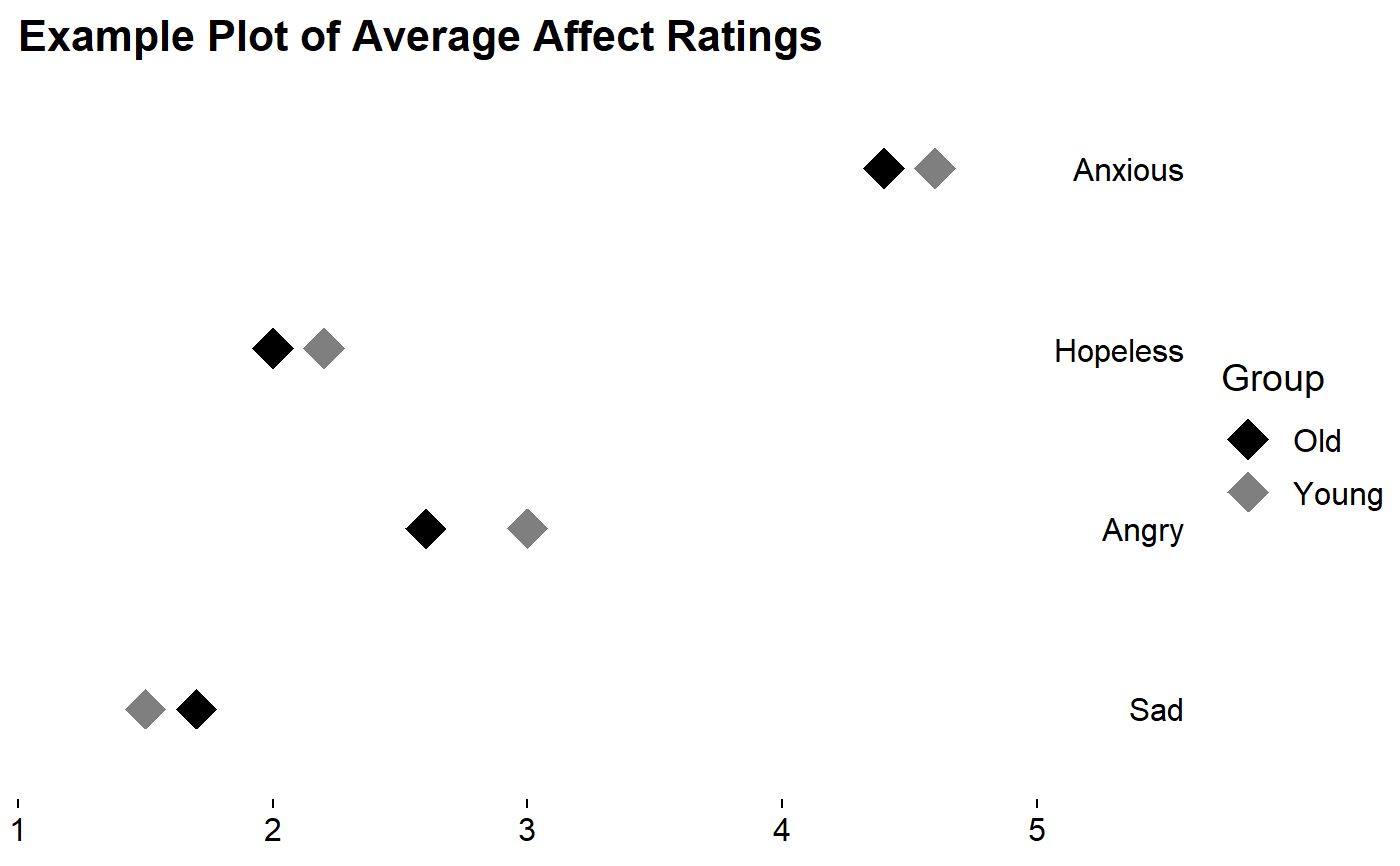 Example Plot of Average Affect Ratings
Anxious
Hopeless
Group
Old
Young
Angry
Sad
1 2 3 4 5